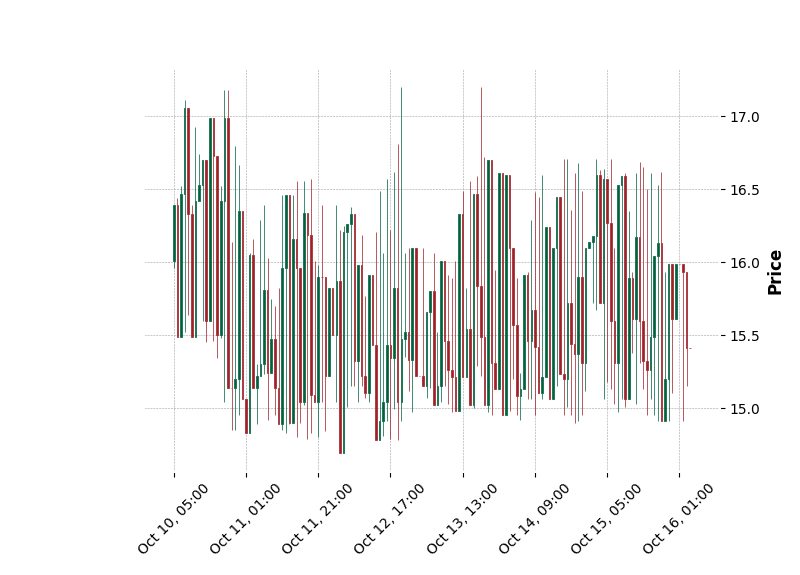 17.0
16.5
16.0
15.5
15.0
Price
Oct 10, 05:00
Oct 11, 01:00
Oct 11, 21:00
Oct 12, 17:00
Oct 13, 13:00
Oct 14, 09:00
Oct 15, 05:00
Oct 16, 01:00